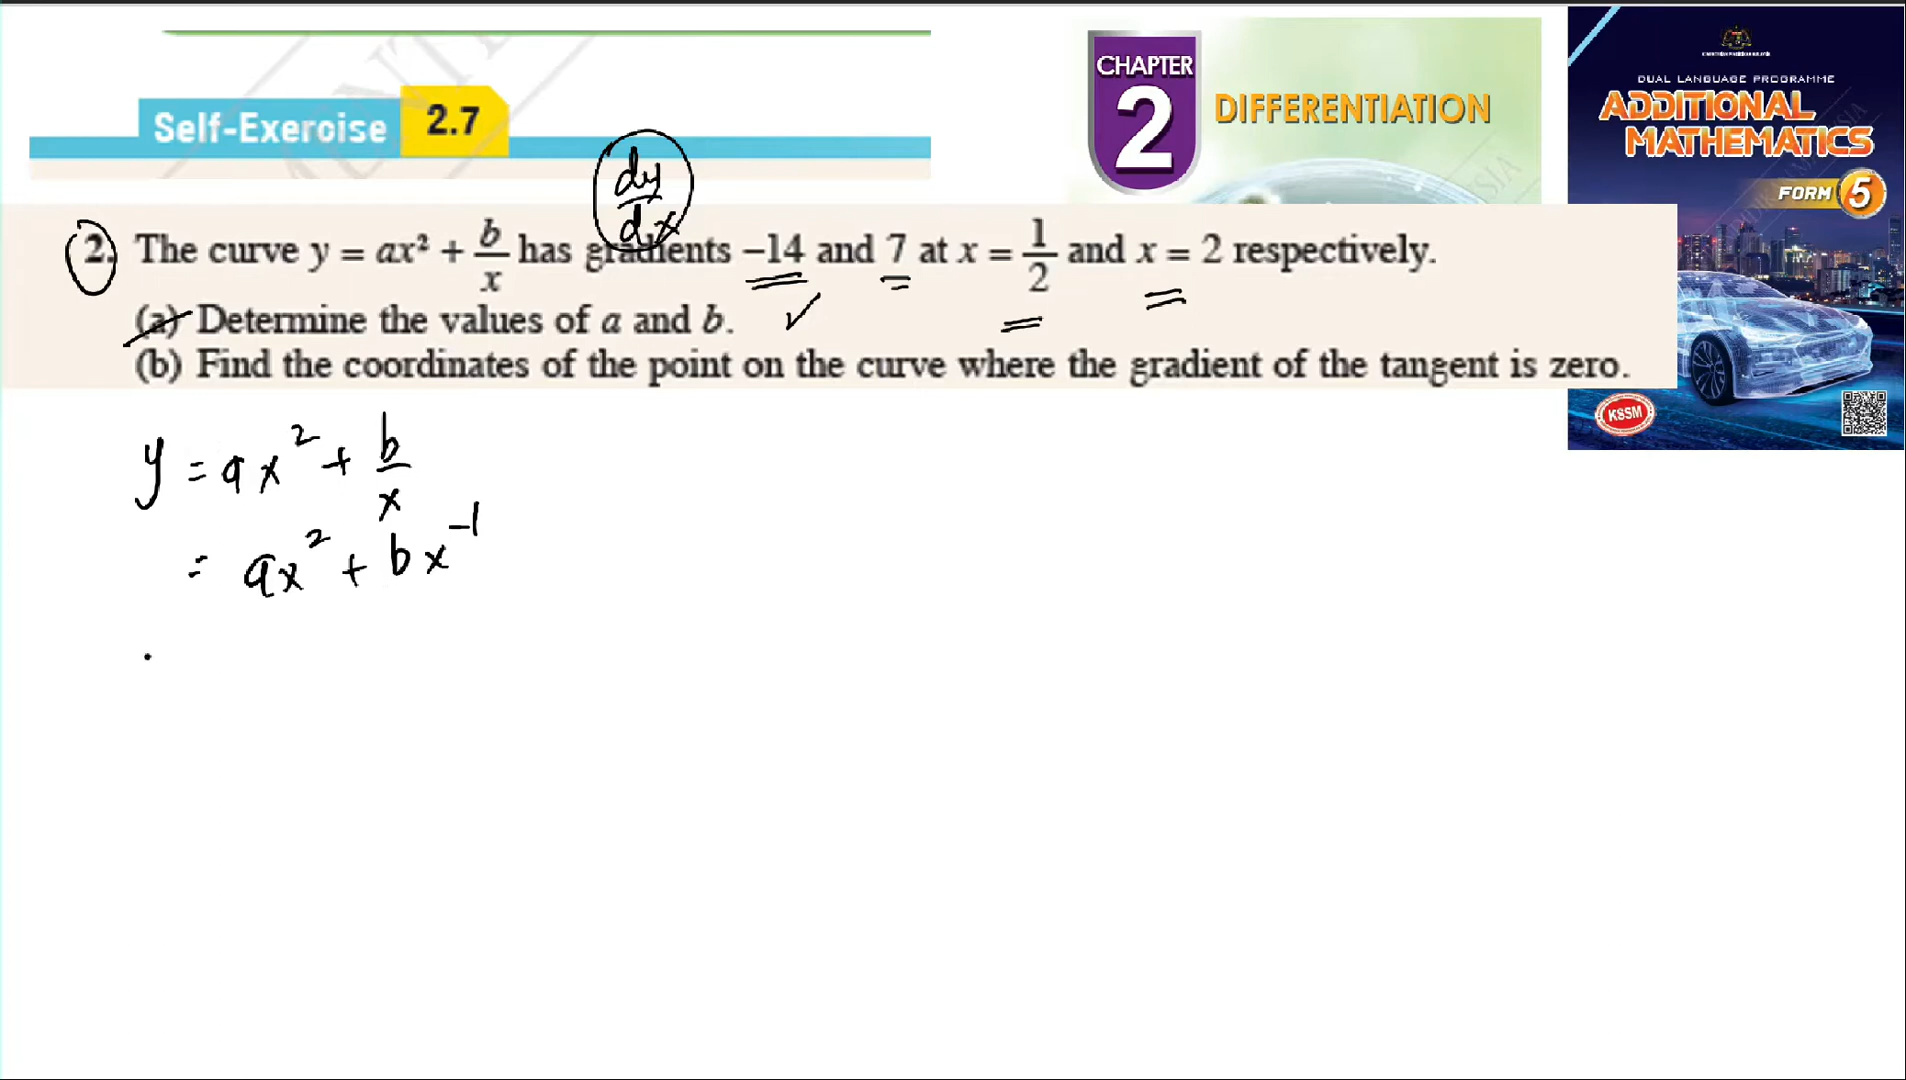 Self-Exercise 2.7
CHAPTER 2 DIFFERENTIATION
DUAL LANGUAGE PROGRAMME
ADDITIONAL
MATHEMATICS
FORM 5
dy/dx
2. The curve y = ax² + b/x has gradients –14 and 7 at x = 1/2 and x = 2 respectively.
(a) Determine the values of a and b.
(b) Find the coordinates of the point on the curve where the gradient of the tangent is zero.
KSSM
y = ax² + b/x
= ax² + bx⁻¹